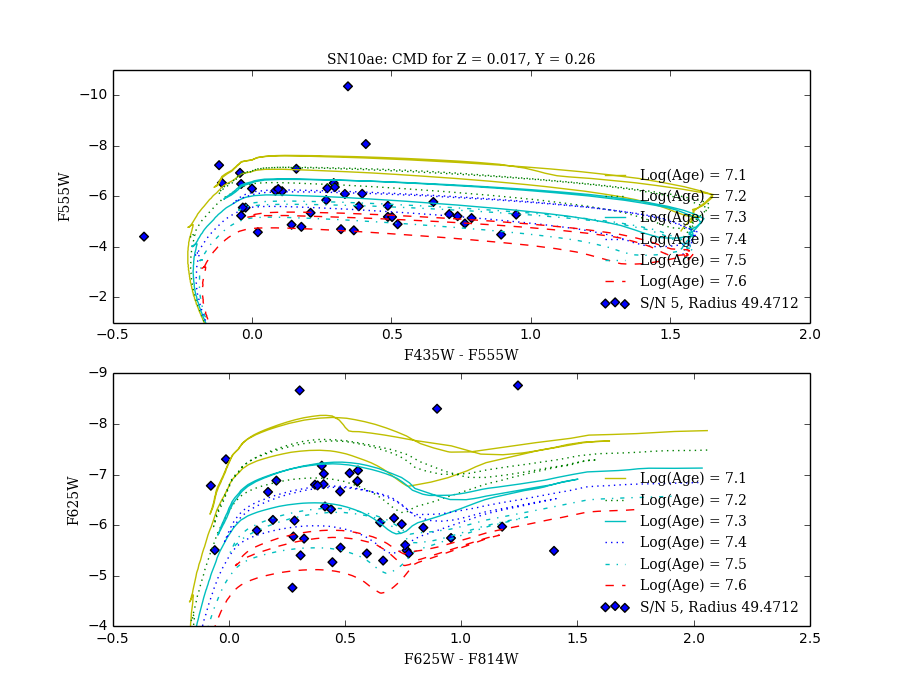 SN10ae: CMD for Z = 0.017, Y = 0.26
F555W
−10
−8
−6
−4
−2
Log(Age) = 7.1
Log(Age) = 7.2
Log(Age) = 7.3
Log(Age) = 7.4
Log(Age) = 7.5
Log(Age) = 7.6
S/N 5, Radius 49.4712
−0.5 0.0 0.5 1.0 1.5 2.0
F435W - F555W
F625W
−9
−8
−7
−6
−5
−4
Log(Age) = 7.1
Log(Age) = 7.2
Log(Age) = 7.3
Log(Age) = 7.4
Log(Age) = 7.5
Log(Age) = 7.6
S/N 5, Radius 49.4712
−0.5 0.0 0.5 1.0 1.5 2.0 2.5
F625W - F814W